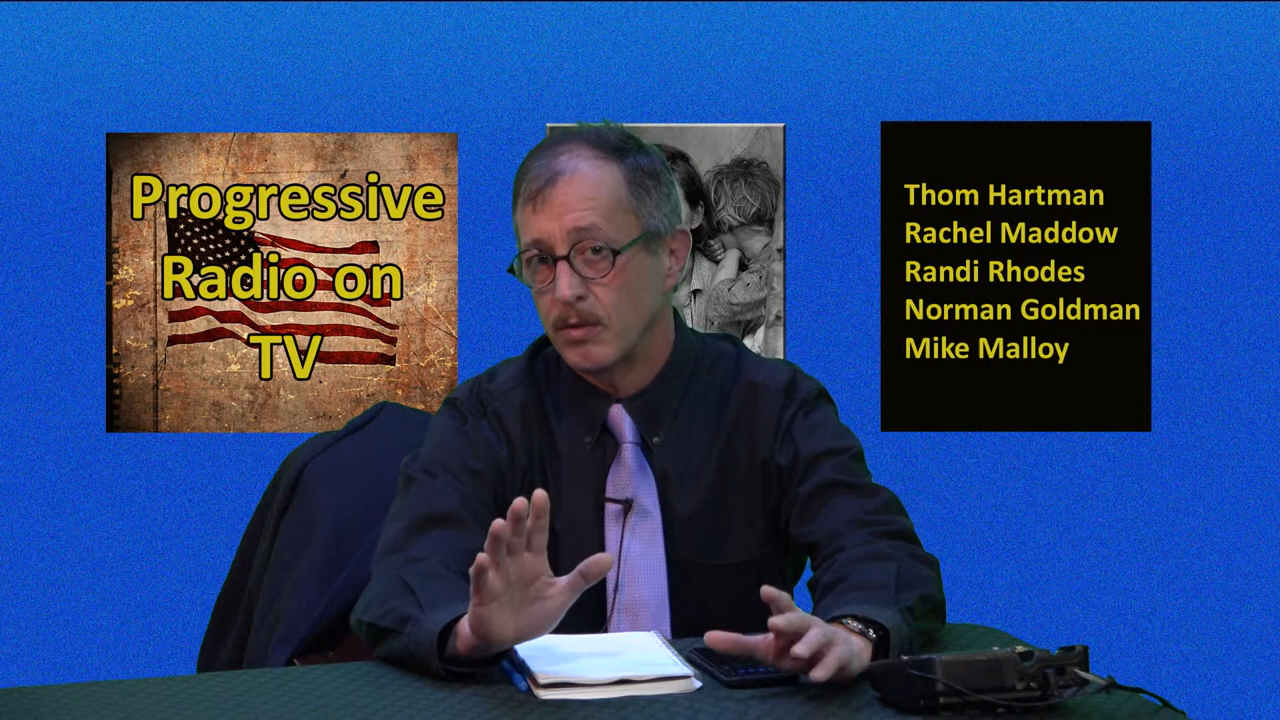 Progressive
Radio on
TV
Thom Hartman
Rachel Maddow
Randi Rhodes
Norman Goldman
Mike Malloy